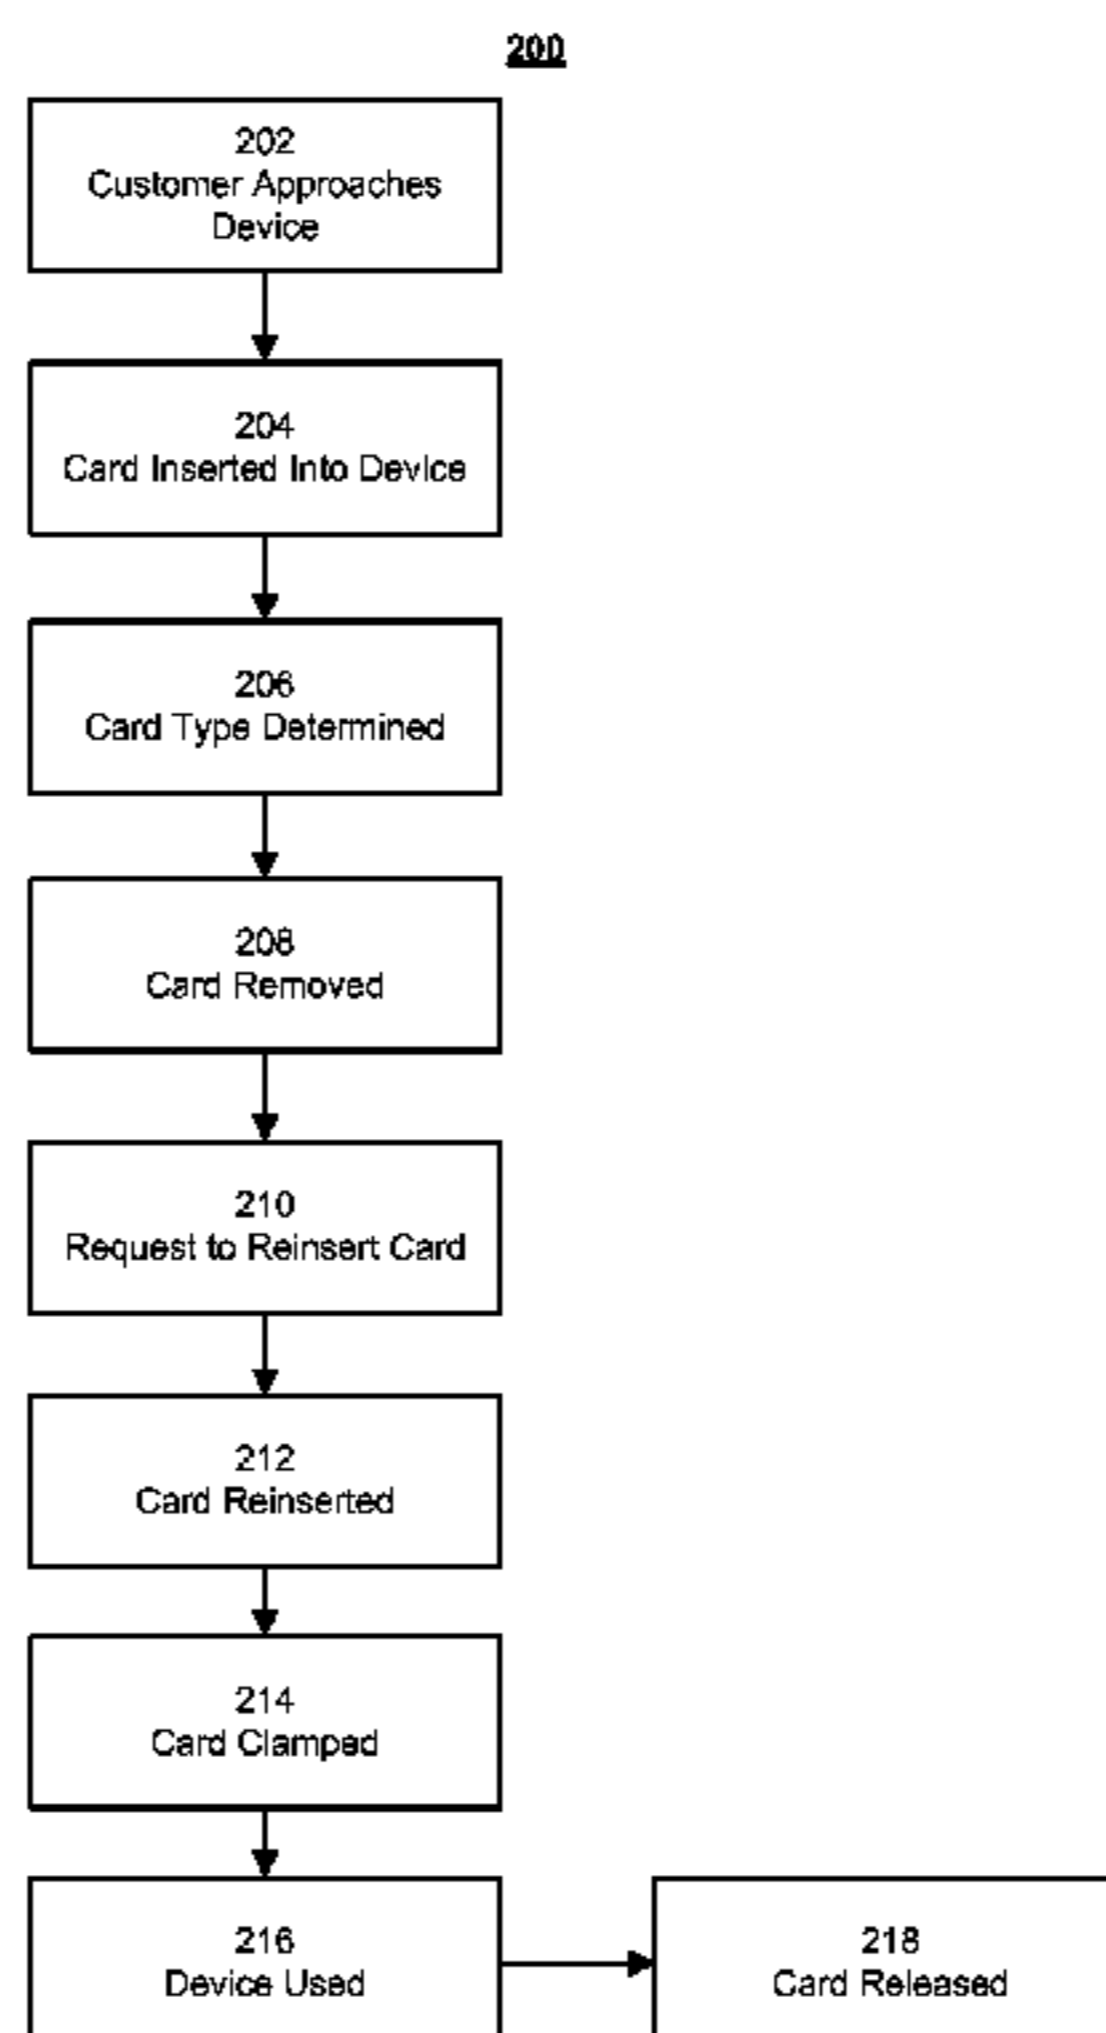 200
202
Customer Approaches
Device
204
Card Inserted Into Device
206
Card Type Determined
208
Card Removed
210
Request to Reinsert Card
212
Card Reinserted
214
Card Clamped
216
Device Used
218
Card Released